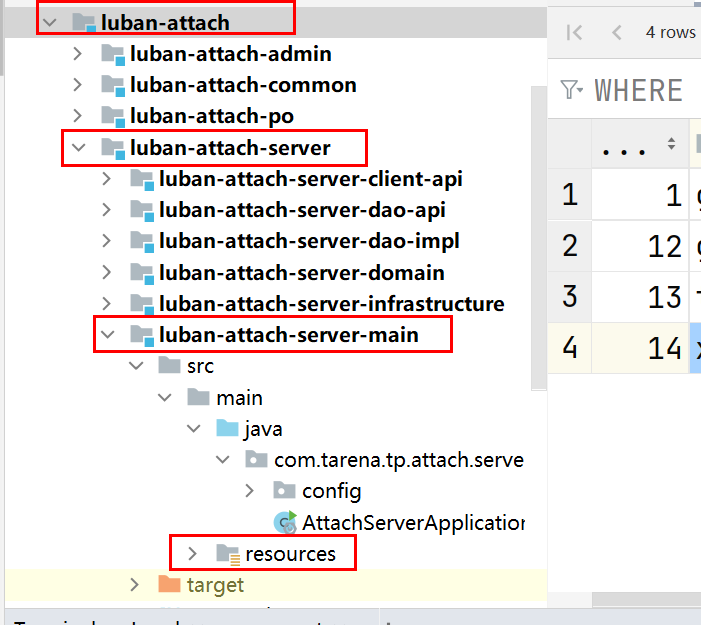 luban-attach
luban-attach-admin
luban-attach-common
luban-attach-po
luban-attach-server
luban-attach-server-client-api
luban-attach-server-dao-api
luban-attach-server-dao-impl
luban-attach-server-domain
luban-attach-server-infrastructure
luban-attach-server-main
src
main
java
com.tarena.tp.attach.serve
config
AttachServerApplication
resources
target
4 rows
WHERE
...
1 1
2 12
3 13
4 14